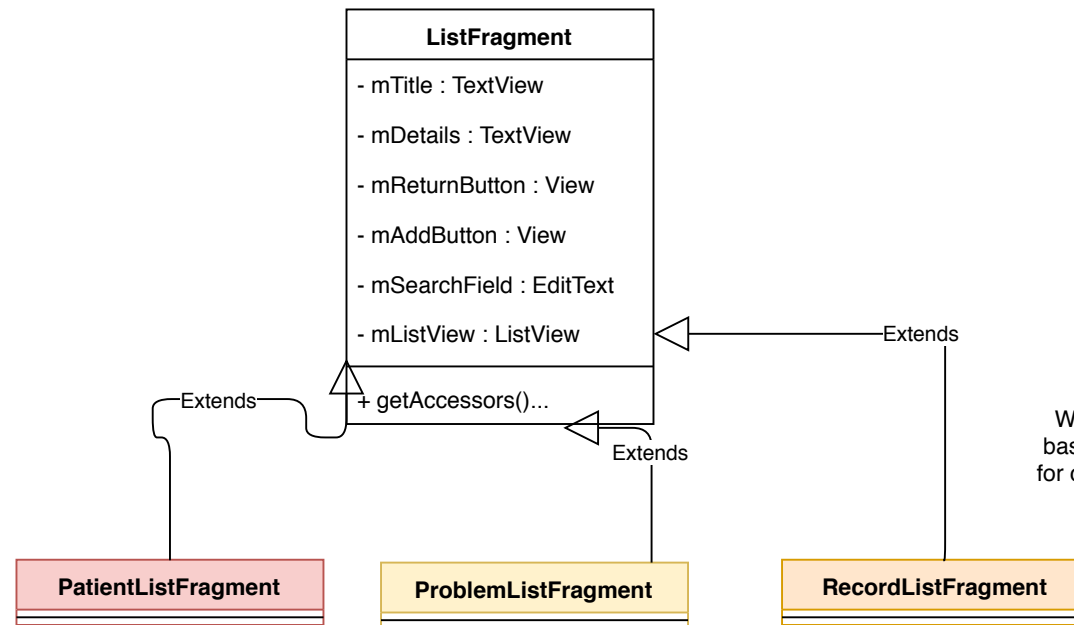 ListFragment
- mTitle : TextView
- mDetails : TextView
- mReturnButton : View
- mAddButton : View
- mSearchField : EditText
- mListView : ListView
Extends
+ getAccessors()...
Extends
Extends
for
PatientListFragment
ProblemListFragment
RecordListFragment